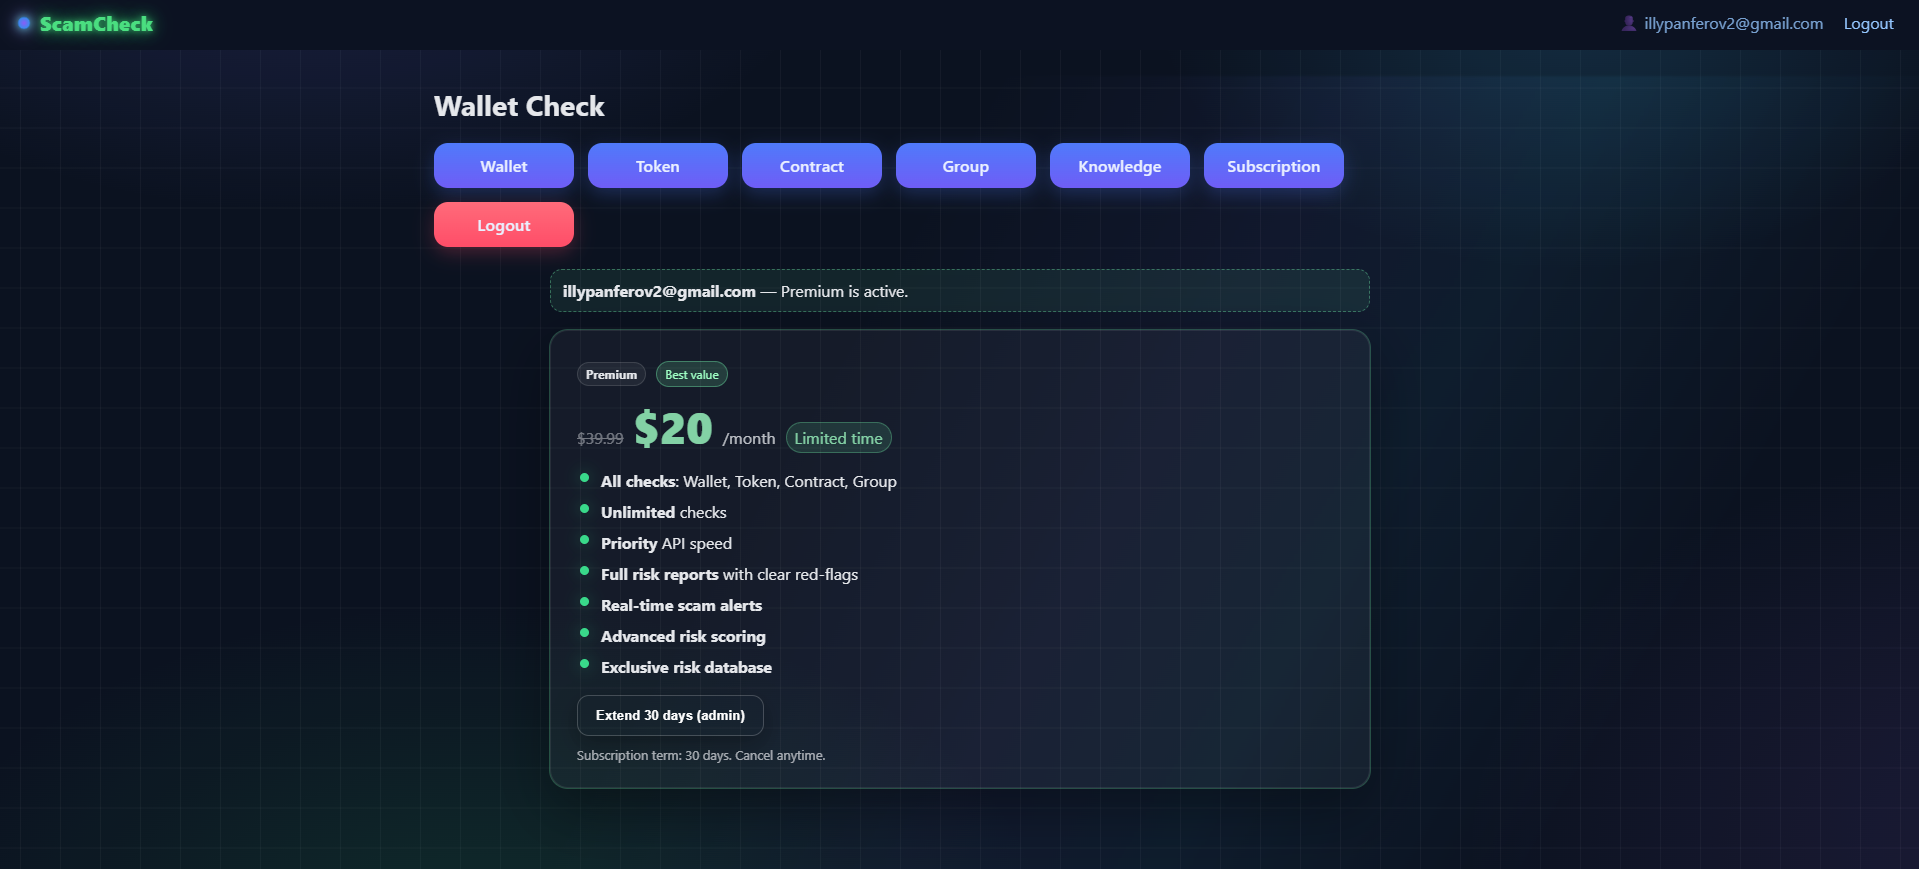 ScamCheck
illypanferov2@gmail.com Logout
Wallet Check
Wallet Token Contract Group Knowledge Subscription
Logout
illypanferov2@gmail.com — Premium is active.
Premium Best value
$39.99 $20 /month Limited time
All checks: Wallet, Token, Contract, Group
Unlimited checks
Priority API speed
Full risk reports with clear red-flags
Real-time scam alerts
Advanced risk scoring
Exclusive risk database
Extend 30 days (admin)
Subscription term: 30 days. Cancel anytime.